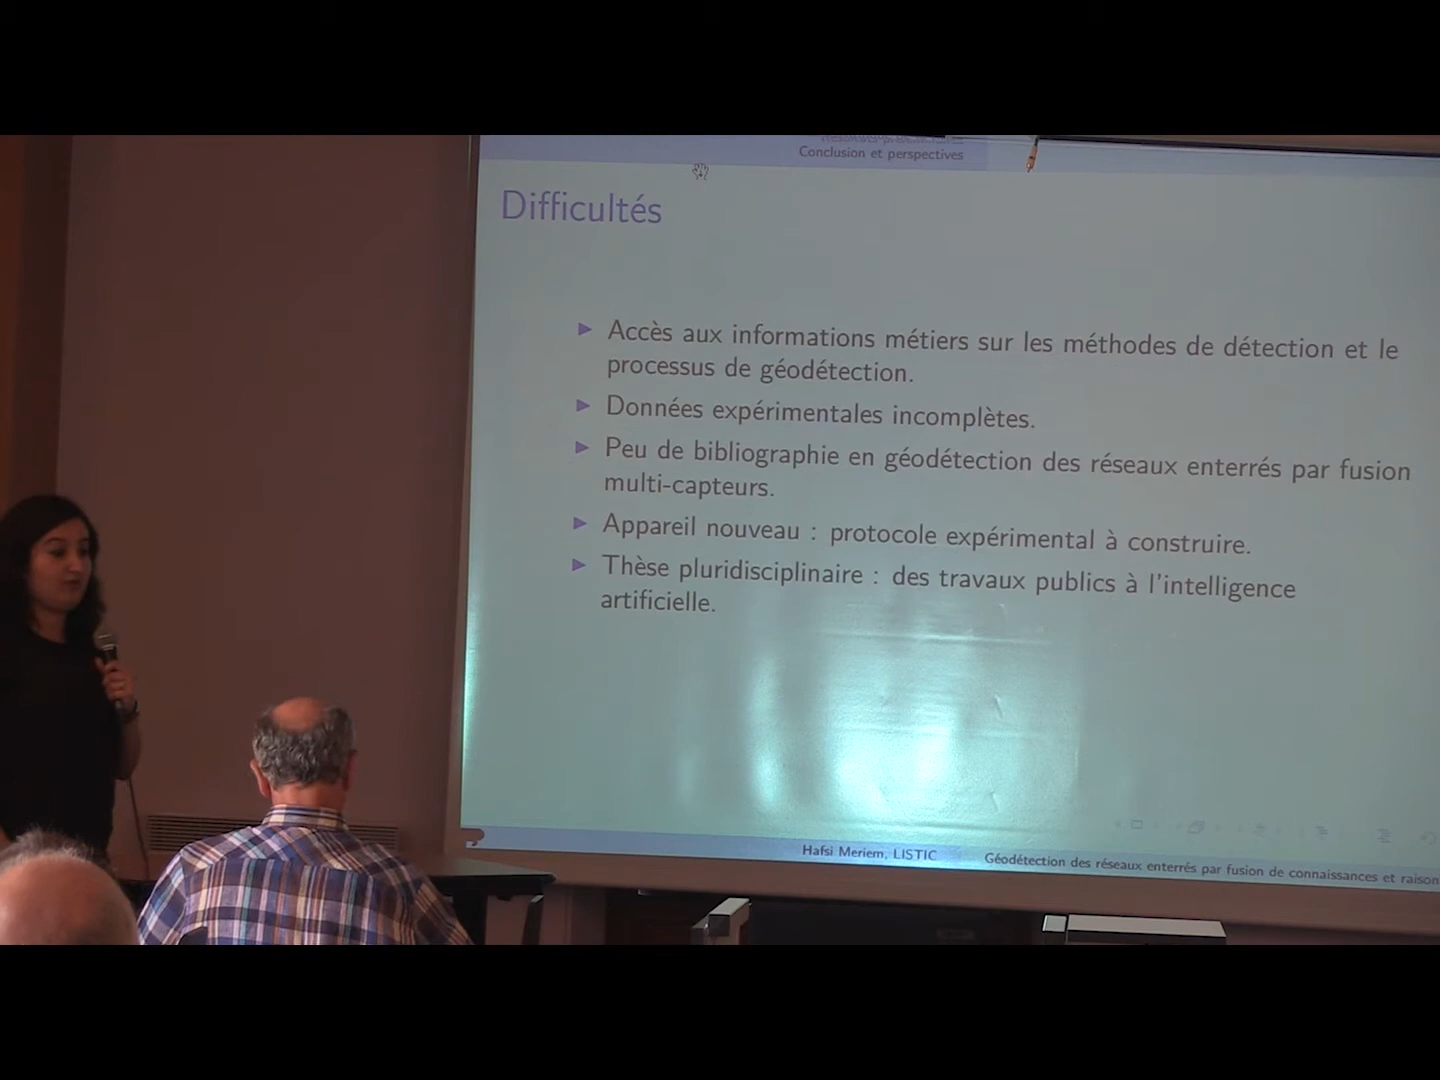 Conclusion et perspectives
Difficultés
Accès aux informations métiers sur les méthodes de détection et le
processus de géodétection.
Données expérimentales incomplètes.
Peu de bibliographie en géodétection des réseaux enterrés par fusion
multi-capteurs.
Appareil nouveau : protocole expérimental à construire.
Thèse pluridisciplinaire : des travaux publics à l'intelligence
artificielle.
Hafsi Meriem, LISTIC
Géodétection des réseaux enterrés par fusion de connaissances et raison